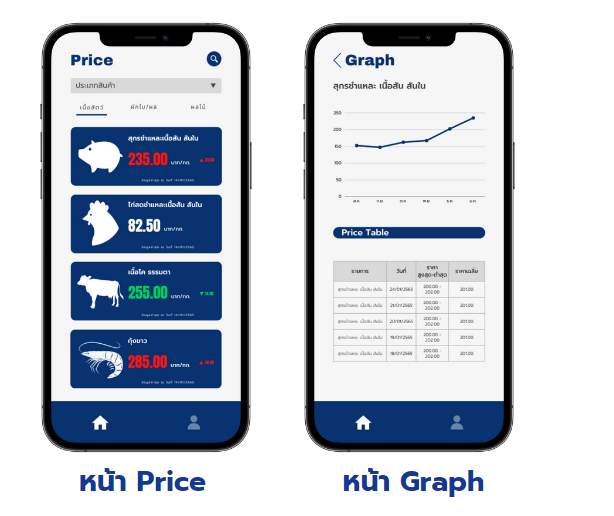 Price
ประเภทสินค้า ▼
เนื้อสัตว์ ผักใบ/ผล ผลไม้
สุกรชำแหละเนื้อสัน สันใน
235.00 บาท/กก.
ไก่สดชำแหละเนื้อสัน สันใน
82.50 บาท/กก.
เนื้อโค ธรรมดา
255.00 บาท/กก.
กุ้งขาว
285.00 บาท/กก.
หน้า Price
Graph
สุกรชำแหละ เนื้อสัน สันใน
250
200
150
100
50
0
Price Table
รายการ วันที่ ราคาสูงสุด-ต่ำสุด ราคาเฉลี่ย
สุกรชำแหละ เนื้อสัน สันใน 24/01/2565 200.00 - 202.00 201.00
สุกรชำแหละ เนื้อสัน สันใน 21/01/2565 200.00 - 202.00 201.00
สุกรชำแหละ เนื้อสัน สันใน 20/01/2565 200.00 - 202.00 201.00
สุกรชำแหละ เนื้อสัน สันใน 19/01/2565 200.00 - 202.00 201.00
สุกรชำแหละ เนื้อสัน สันใน 18/01/2565 200.00 - 202.00 201.00
หน้า Graph